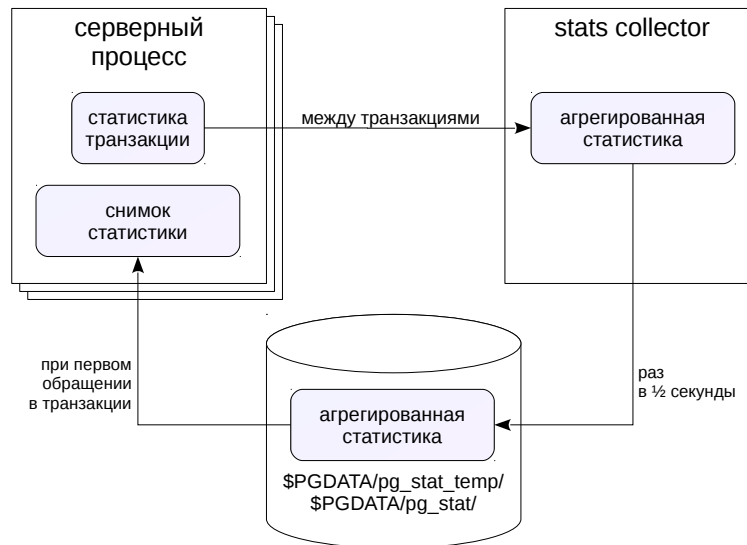 серверный
процесс
stats collector
статистика
транзакции
между транзакциями
агрегированная
статистика
снимок
статистики
при первом
обращении
в транзакции
раз
в ½ секунды
агрегированная
статистика
$PGDATA/pg_stat_temp/
$PGDATA/pg_stat/